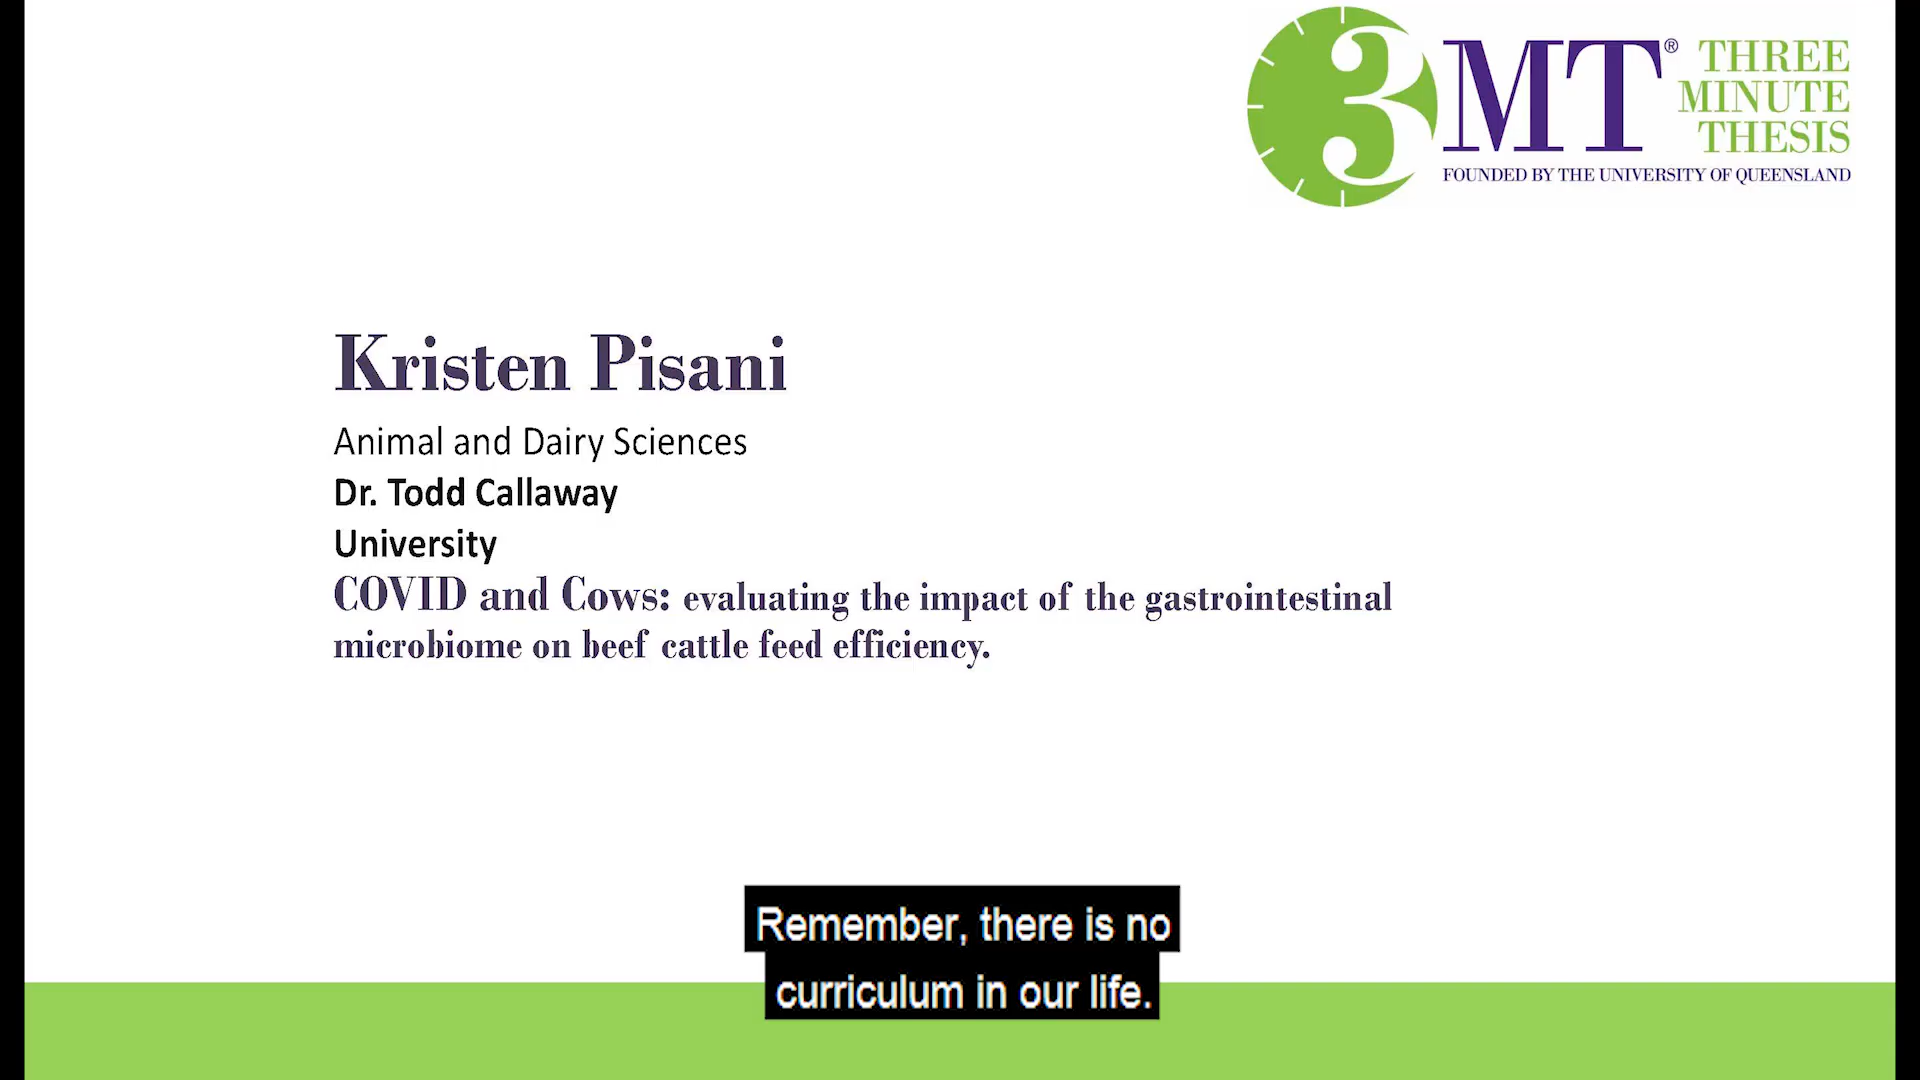 3MT® THREE
MINUTE
THESIS
FOUNDED BY THE UNIVERSITY OF QUEENSLAND
Kristen Pisani
Animal and Dairy Sciences
Dr. Todd Callaway
University
COVID and Cows: evaluating the impact of the gastrointestinal
microbiome on beef cattle feed efficiency.
Remember, there is no
curriculum in our life.